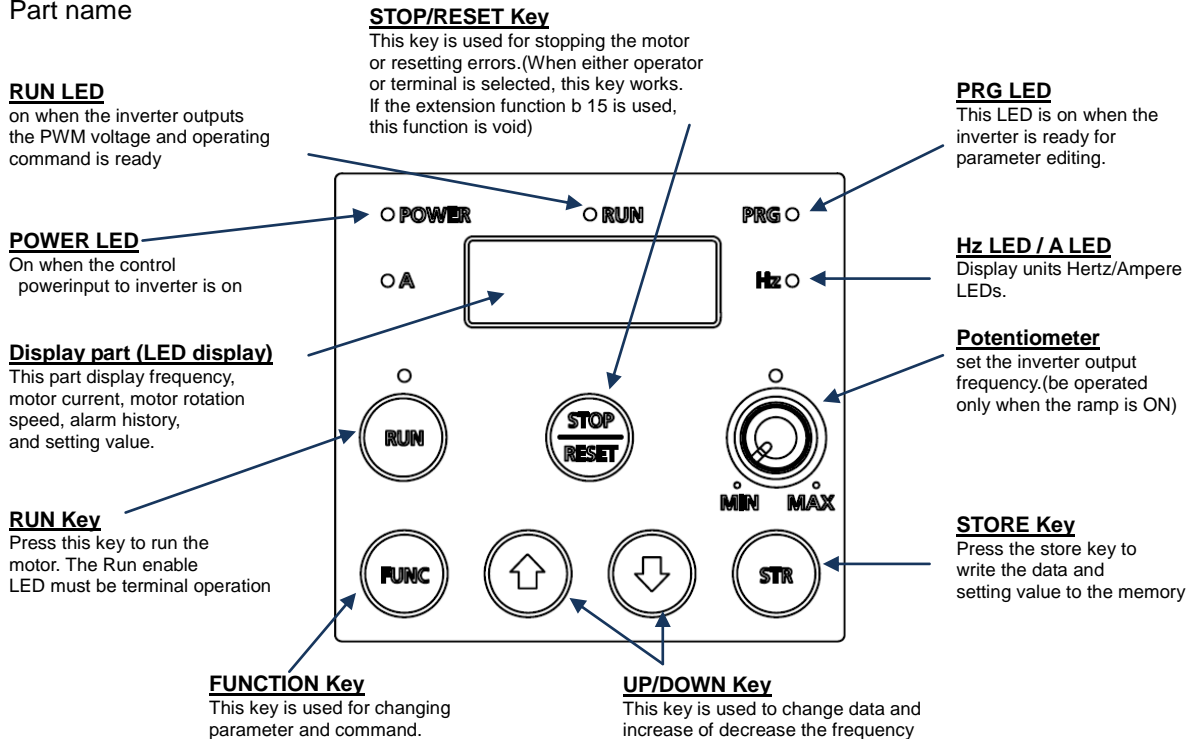 Part name
STOP/RESET Key
This key is used for stopping the motor
or resetting errors.(When either operator
or terminal is selected, this key works.
If the extension function b 15 is used,
this function is void)
RUN LED
on when the inverter outputs
the PWM voltage and operating
command is ready
PRG LED
This LED is on when the
inverter is ready for
parameter editing.
POWER LED
On when the control
powerinput to inverter is on
Hz LED / A LED
Display units Hertz/Ampere
LEDs.
Display part (LED display)
This part display frequency,
motor current, motor rotation
speed, alarm history,
and setting value.
Potentiometer
set the inverter output
frequency.(be operated
only when the ramp is ON)
RUN Key
Press this key to run the
motor. The Run enable
LED must be terminal operation
STORE Key
Press the store key to
write the data and
setting value to the memory
POWER
RUN
PRG
A
Hz
RUN
STOP
RESET
MIN MAX
FUNC
STR
FUNCTION Key
This key is used for changing
parameter and command.
UP/DOWN Key
This key is used to change data and
increase of decrease the frequency